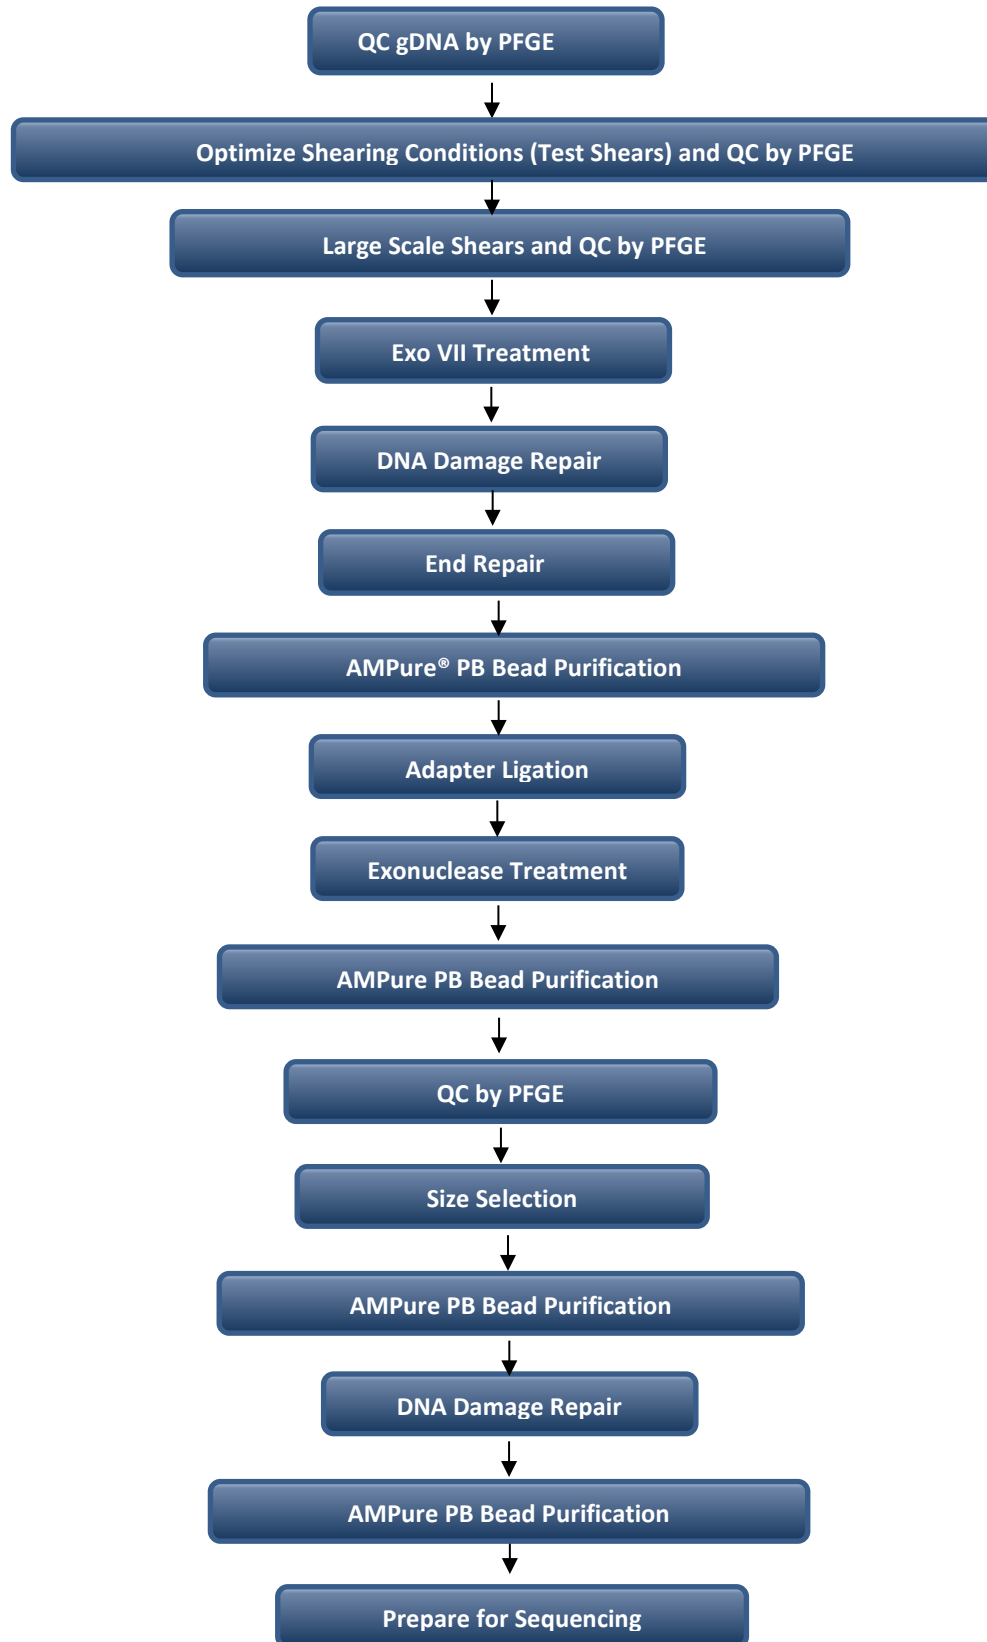 QC gDNA by PFGE
Optimize Shearing Conditions (Test Shears) and QC by PFGE
Large Scale Shears and QC by PFGE
Exo VII Treatment
DNA Damage Repair
End Repair
AMPure® PB Bead Purification
Adapter Ligation
Exonuclease Treatment
AMPure PB Bead Purification
QC by PFGE
Size Selection
AMPure PB Bead Purification
DNA Damage Repair
AMPure PB Bead Purification
Prepare for Sequencing